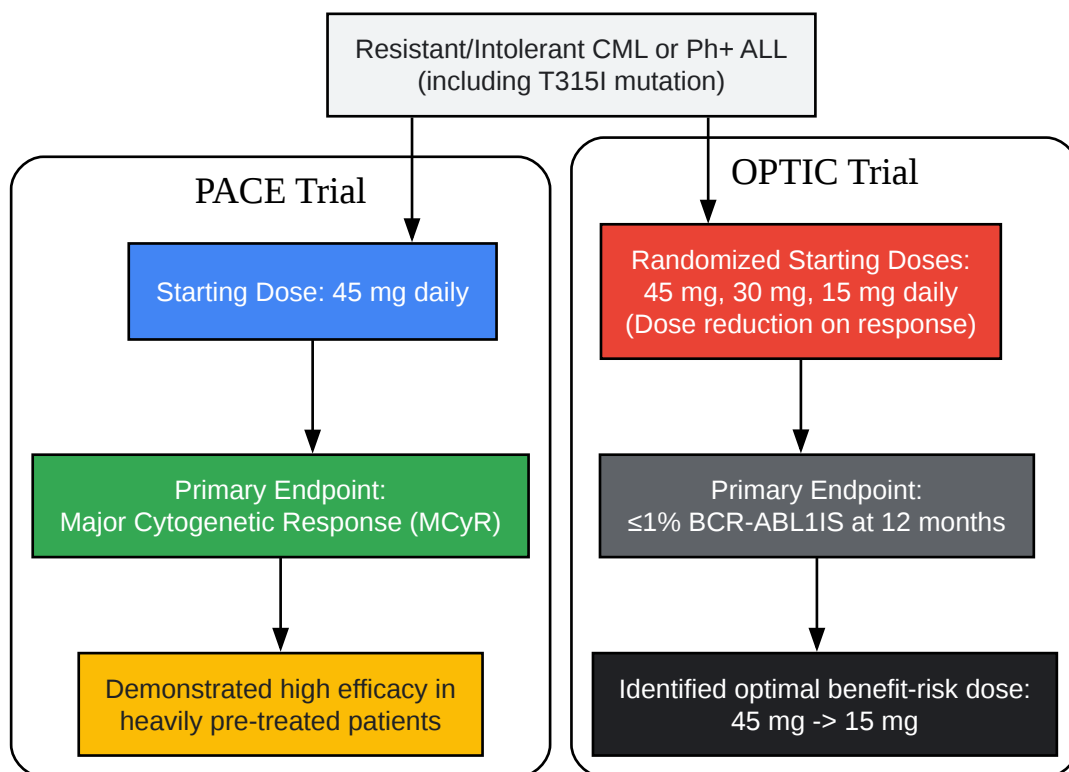 Resistant/Intolerant CML or Ph+ ALL
(including T315I mutation)
PACE Trial
Starting Dose: 45 mg daily
Primary Endpoint:
Major Cytogenetic Response (MCyR)
Demonstrated high efficacy in
heavily pre-treated patients
OPTIC Trial
Randomized Starting Doses:
45 mg, 30 mg, 15 mg daily
(Dose reduction on response)
Primary Endpoint:
≤1% BCR-ABL1IS at 12 months
Identified optimal benefit-risk dose:
45 mg -> 15 mg